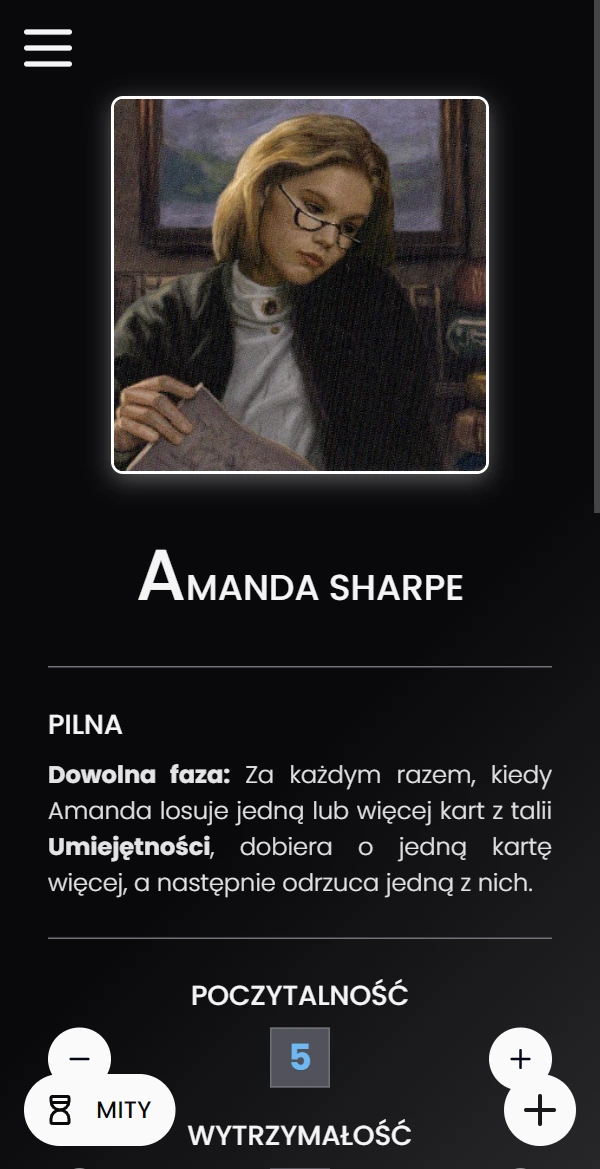 AMANDA SHARPE
PILNA
Dowolna faza: Za każdym razem, kiedy
Amanda losuje jedną lub więcej kart z talii
Umiejętności, dobiera o jedną kartę
więcej, a następnie odrzuca jedną z nich.
POCZYTALNOŚĆ
− 5 +
MITY +
WYTRZYMAŁOŚĆ